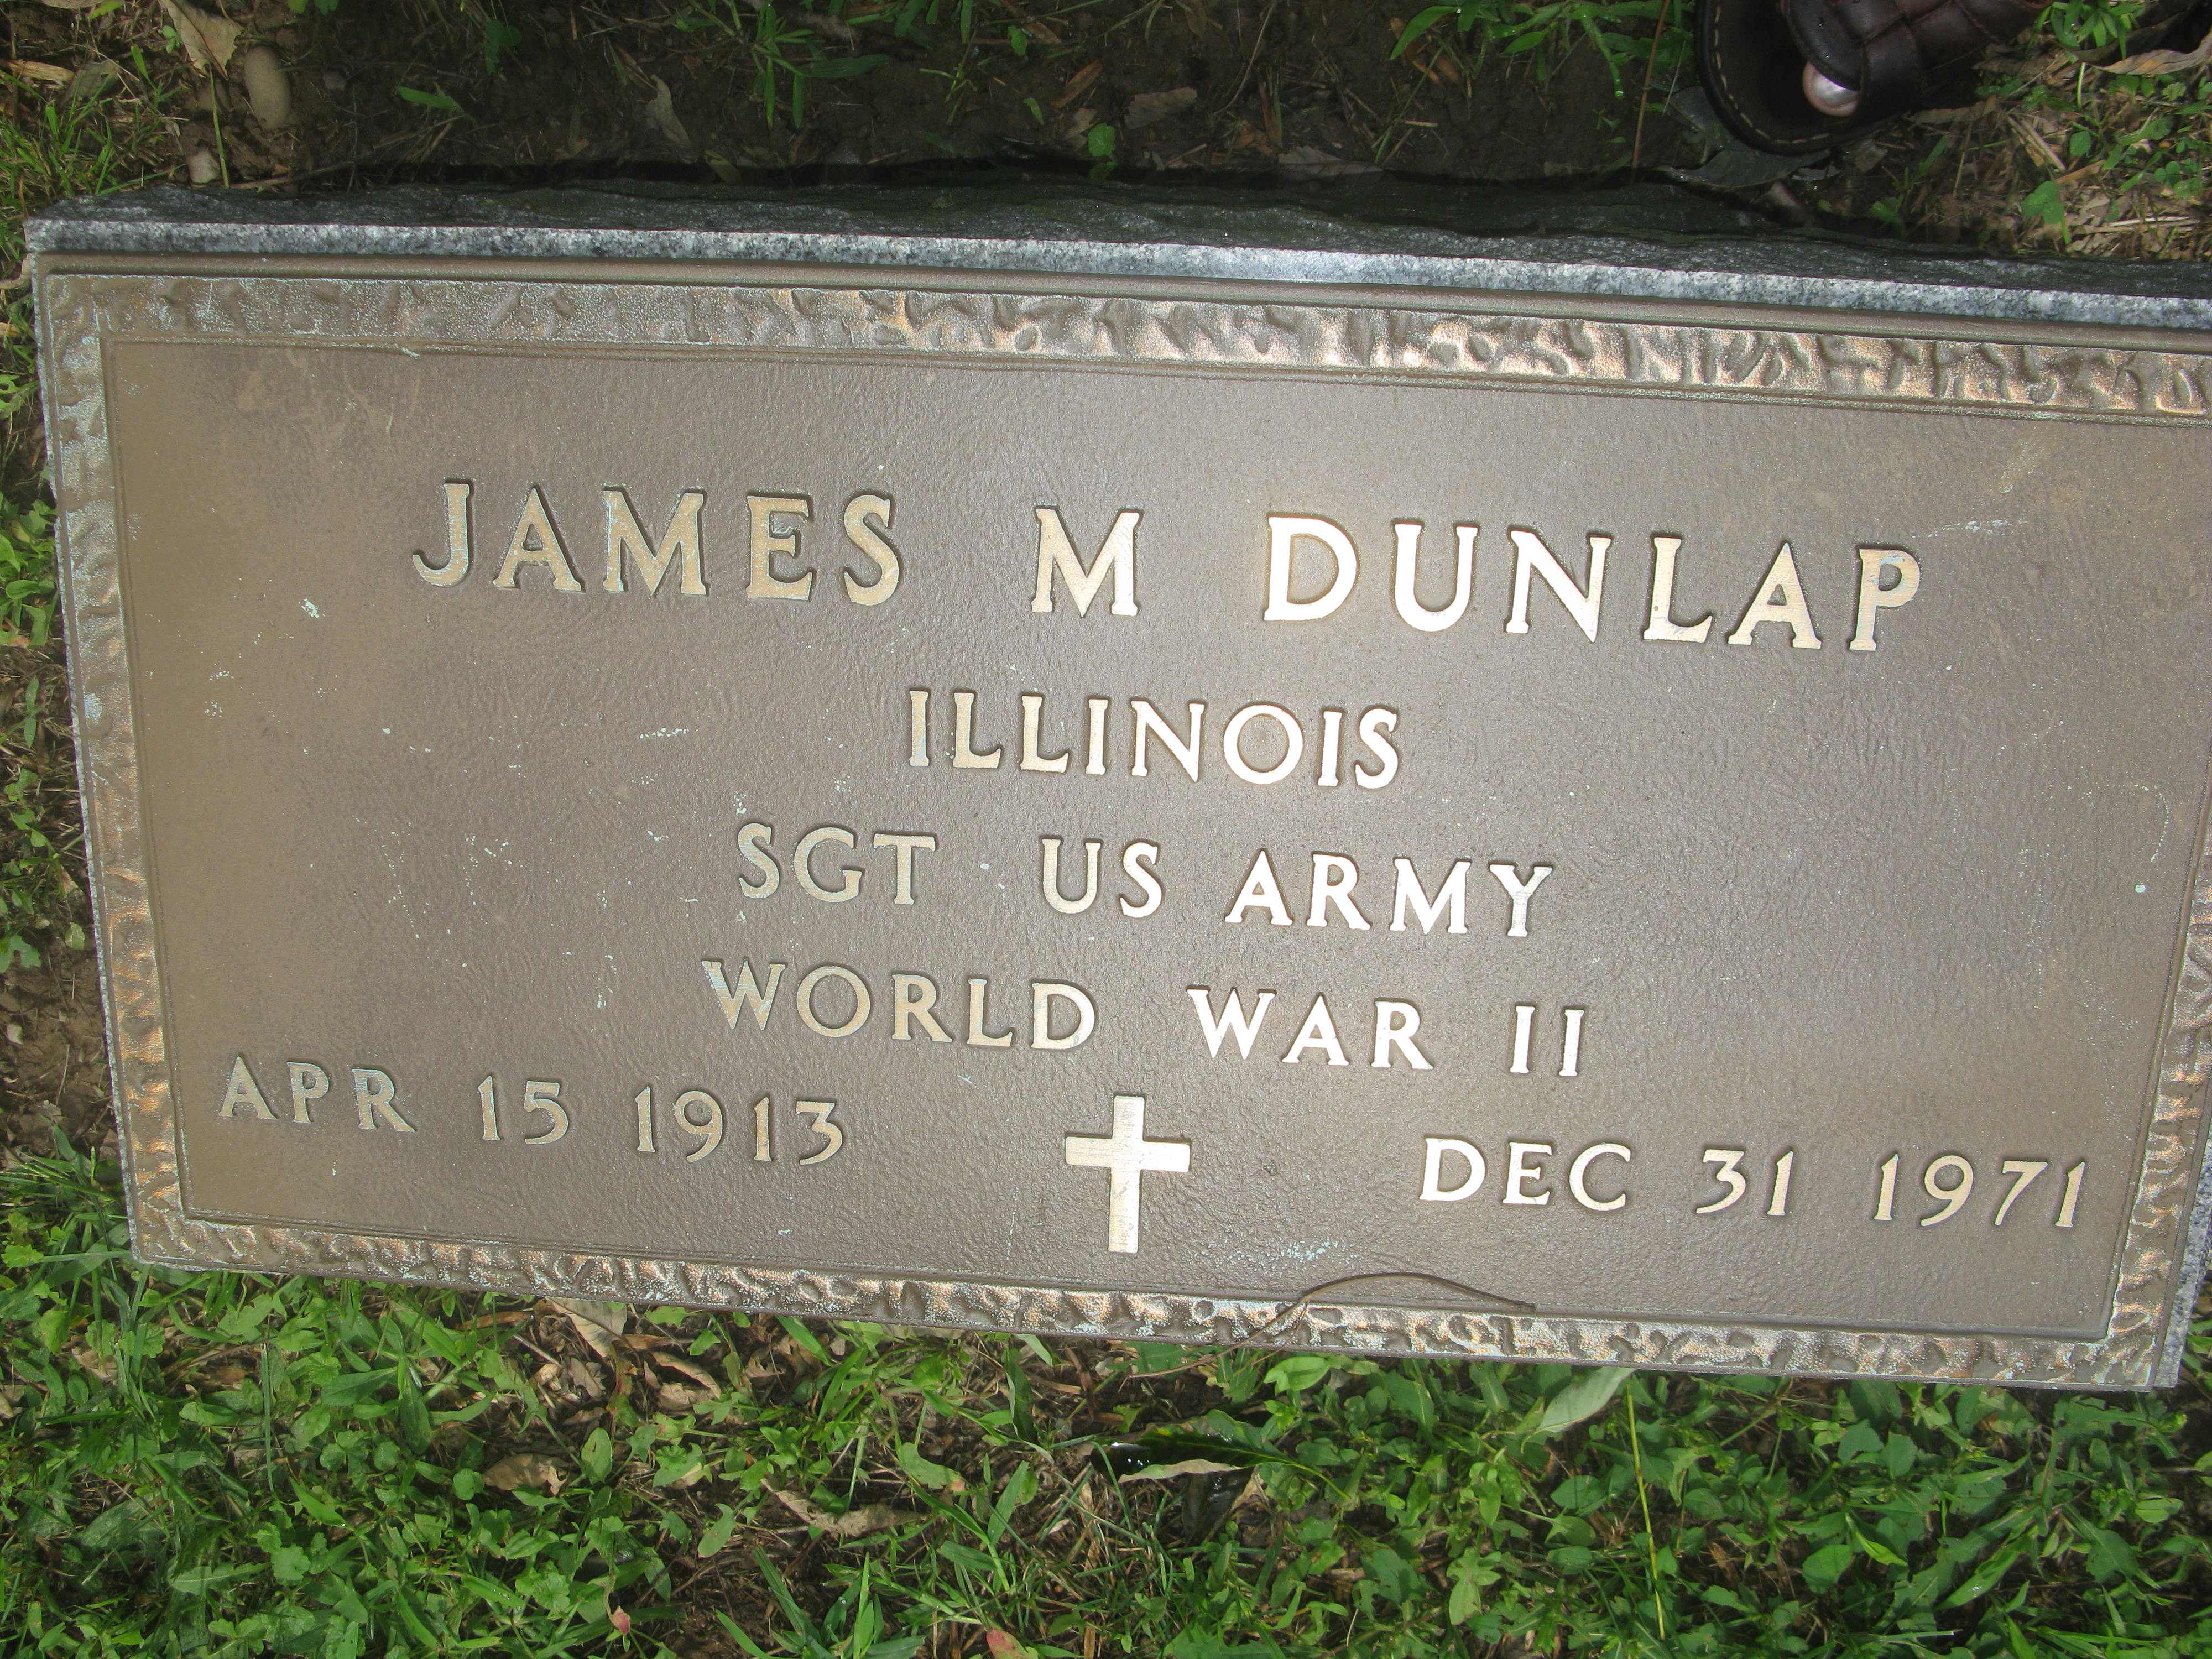 JAMES M DUNLAP
ILLINOIS
SGT US ARMY
WORLD WAR II
APR 15 1913 DEC 31 1971